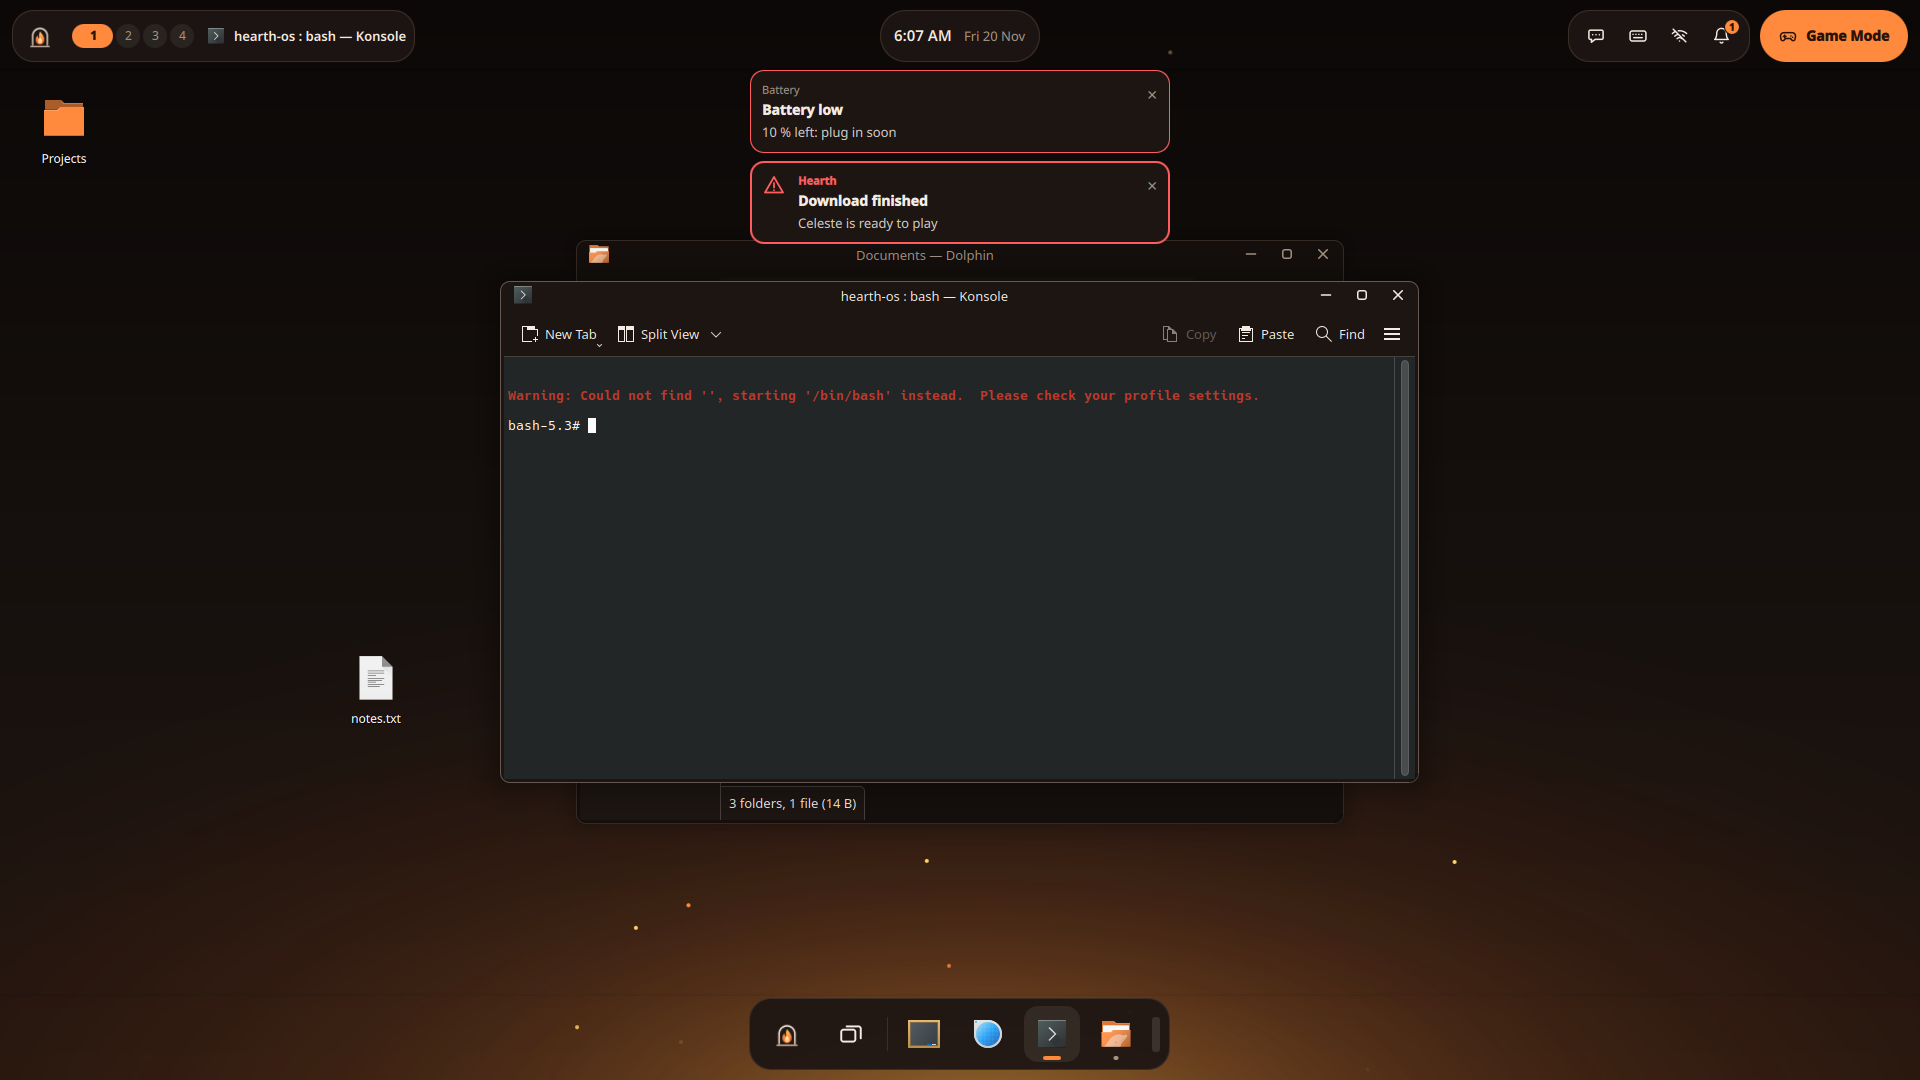 1 2 3 4 hearth-os : bash — Konsole
6:07 AM Fri 20 Nov
1
Game Mode
Projects
Battery
Battery low
10 % left: plug in soon
Hearth
Download finished
Celeste is ready to play
Documents — Dolphin
hearth-os : bash — Konsole
New Tab Split View Copy Paste Find
Warning: Could not find '', starting '/bin/bash' instead.  Please check your profile settings.
bash-5.3#
notes.txt
3 folders, 1 file (14 B)